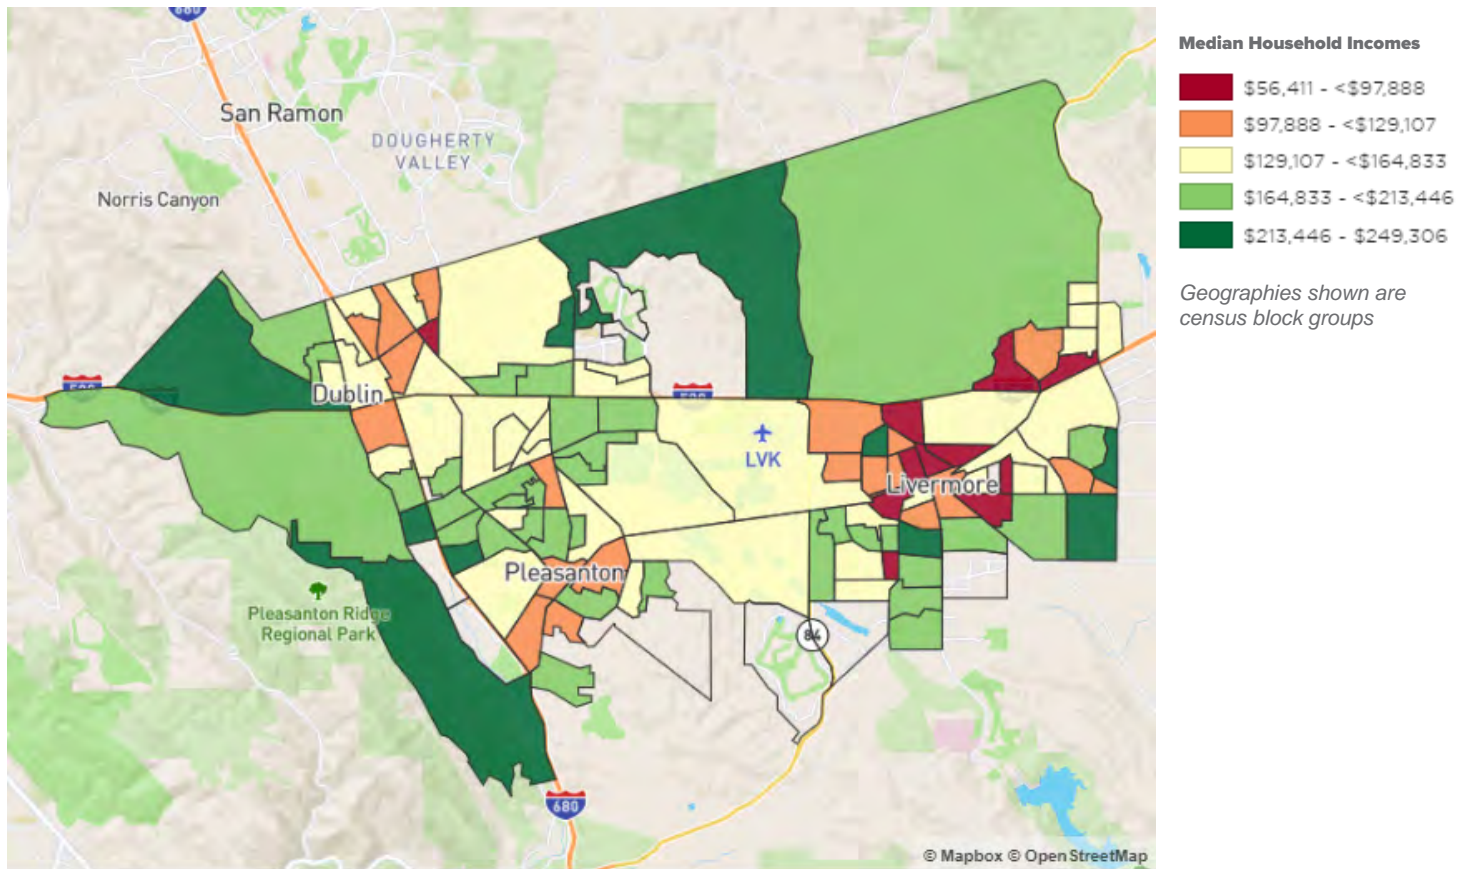 680
San Ramon
DOUGHERTY
VALLEY
Norris Canyon
Dublin
LVK
Livermore
Pleasanton
Pleasanton Ridge
Regional Park
84
680
© Mapbox © OpenStreetMap
Median Household Incomes
$56,411 - <$97,888
$97,888 - <$129,107
$129,107 - <$164,833
$164,833 - <$213,446
$213,446 - $249,306
Geographies shown are
census block groups